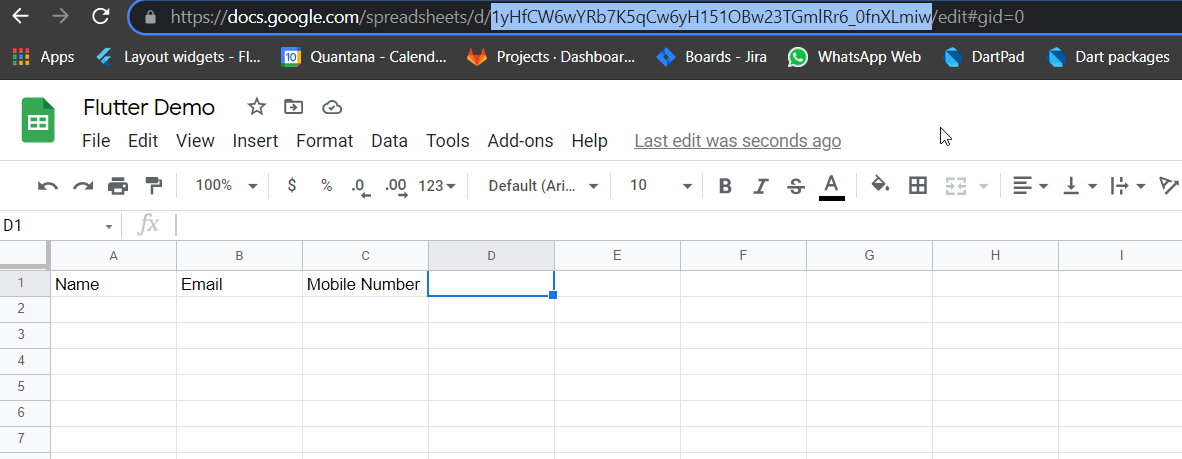 https://docs.google.com/spreadsheets/d/1yHfCW6wYRb7K5qCw6yH151OBw23TGmlRr6_0fnXLmiw/edit#gid=0
Apps Layout widgets - Fl... 10 Quantana - Calend... Projects · Dashboar... Boards - Jira WhatsApp Web DartPad Dart packages
Flutter Demo
File Edit View Insert Format Data Tools Add-ons Help Last edit was seconds ago
100% $ % .0 .00 123 Default (Ari... 10 B I S A
D1 fx
A B C D E F G H I
1 Name Email Mobile Number
2
3
4
5
6
7